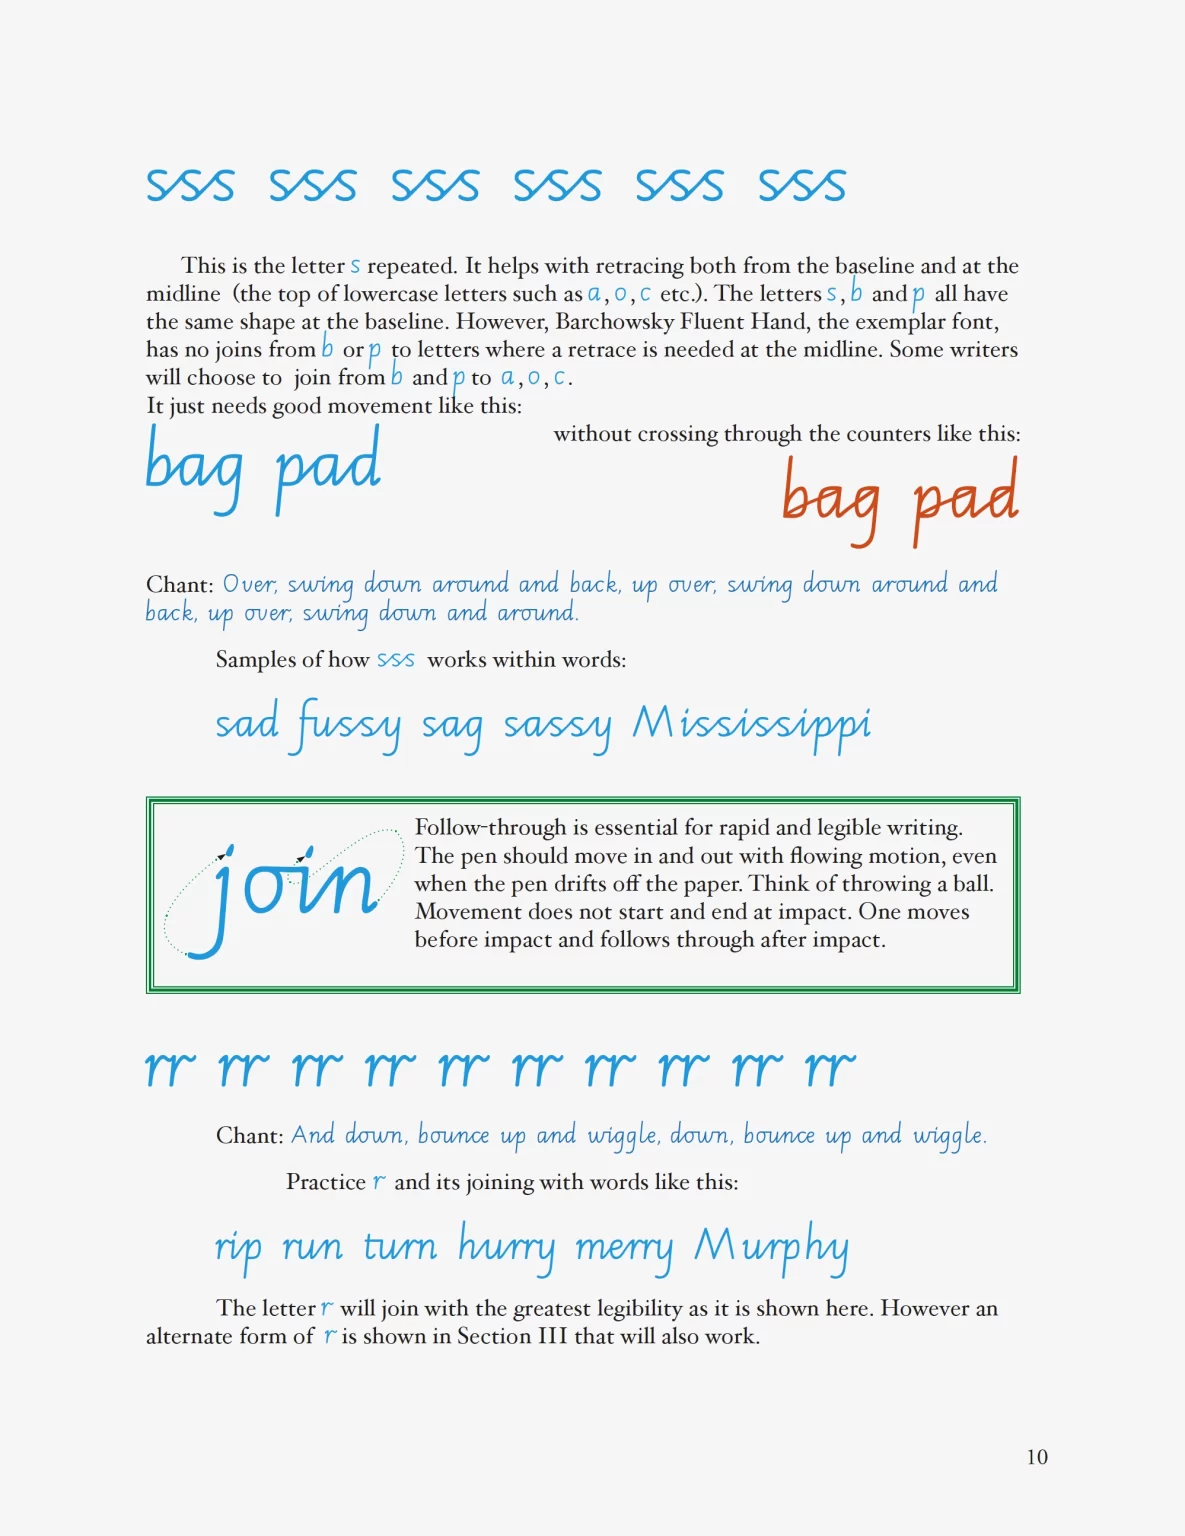 sss sss sss sss sss sss
This is the letter s repeated. It helps with retracing both from the baseline and at the
midline (the top of lowercase letters such as a, o, c etc.). The letters s, b and p all have
the same shape at the baseline. However, Barchowsky Fluent Hand, the exemplar font,
has no joins from b or p to letters where a retrace is needed at the midline. Some writers
will choose to join from b and p to a, o, c.
It just needs good movement like this:
without crossing through the counters like this:
bag pad
bag pad
Chant: Over, swing down around and back, up over, swing down around and
back, up over, swing down and around.
Samples of how sss works within words:
sad fussy sag sassy Mississippi
join
Follow-through is essential for rapid and legible writing.
The pen should move in and out with flowing motion, even
when the pen drifts off the paper. Think of throwing a ball.
Movement does not start and end at impact. One moves
before impact and follows through after impact.
rr rr rr rr rr rr rr rr rr rr
Chant: And down, bounce up and wiggle, down, bounce up and wiggle.
Practice r and its joining with words like this:
rip run turn hurry merry Murphy
The letter r will join with the greatest legibility as it is shown here. However an
alternate form of r is shown in Section III that will also work.
10